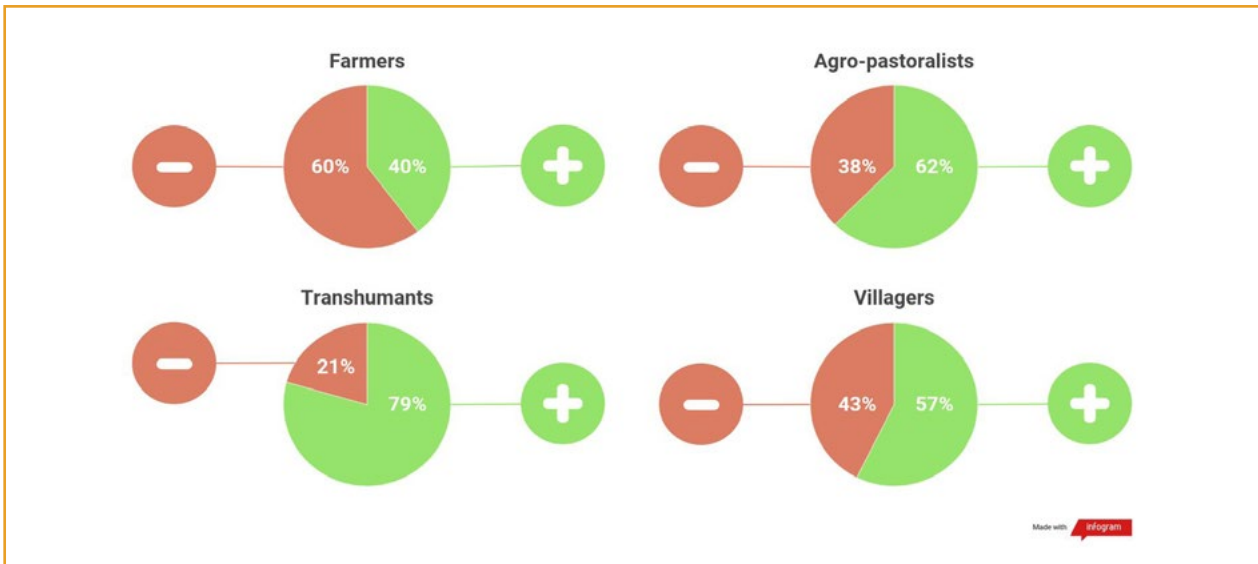 Farmers
60%
40%
Agro-pastoralists
38%
62%
Transhumants
21%
79%
Villagers
43%
57%
Made with infogram